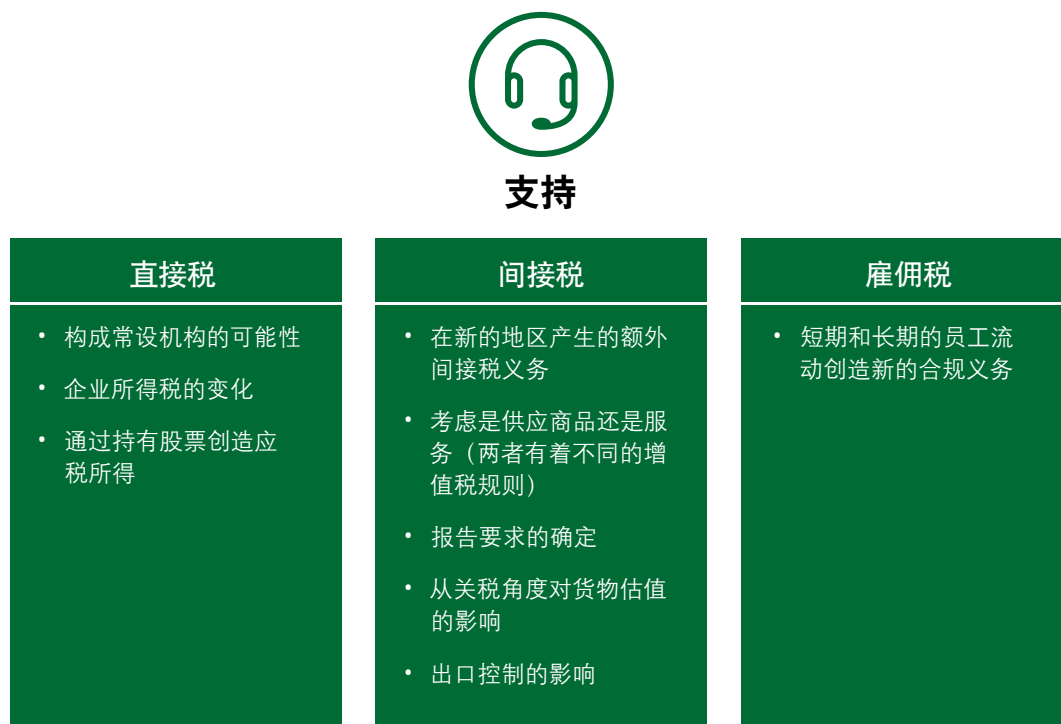 支持
直接税
• 构成常设机构的可能性
• 企业所得税的变化
• 通过持有股票创造应
税所得
间接税
• 在新的地区产生的额外
间接税义务
• 考虑是供应商品还是服
务（两者有着不同的增
值税规则）
• 报告要求的确定
• 从关税角度对货物估值
的影响
• 出口控制的影响
雇佣税
• 短期和长期的员工流
动创造新的合规义务